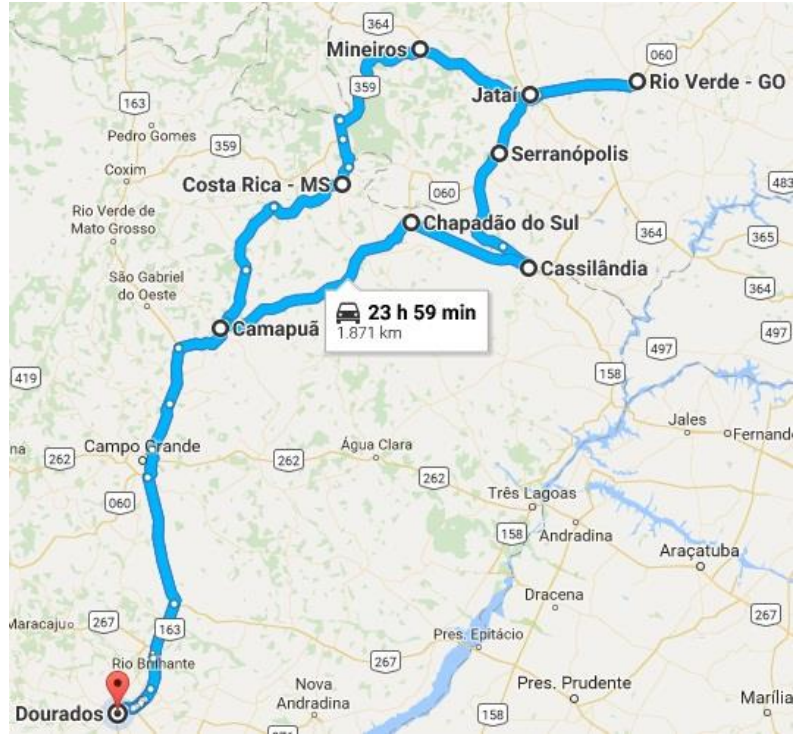 364
Mineiros
060
Rio Verde - GO
359
Jataí
163
Pedro Gomes
359
Serranópolis
Coxim
Costa Rica - MS
060
483
Rio Verde de
Mato Grosso
Chapadão do Sul
364
365
São Gabriel
do Oeste
Cassilândia
23 h 59 min
1.871 km
Camapuã
497
497
419
158
Jales
Fernand
na
Campo Grande
262
Água Clara
262
262
060
Três Lagoas
158
Andradina
Araçatuba
Dracena
Maracaju
267
163
267
Rio Brilhante
Pres. Epitácio
267
Nova
Andradina
Pres. Prudente
Dourados
158
Marília